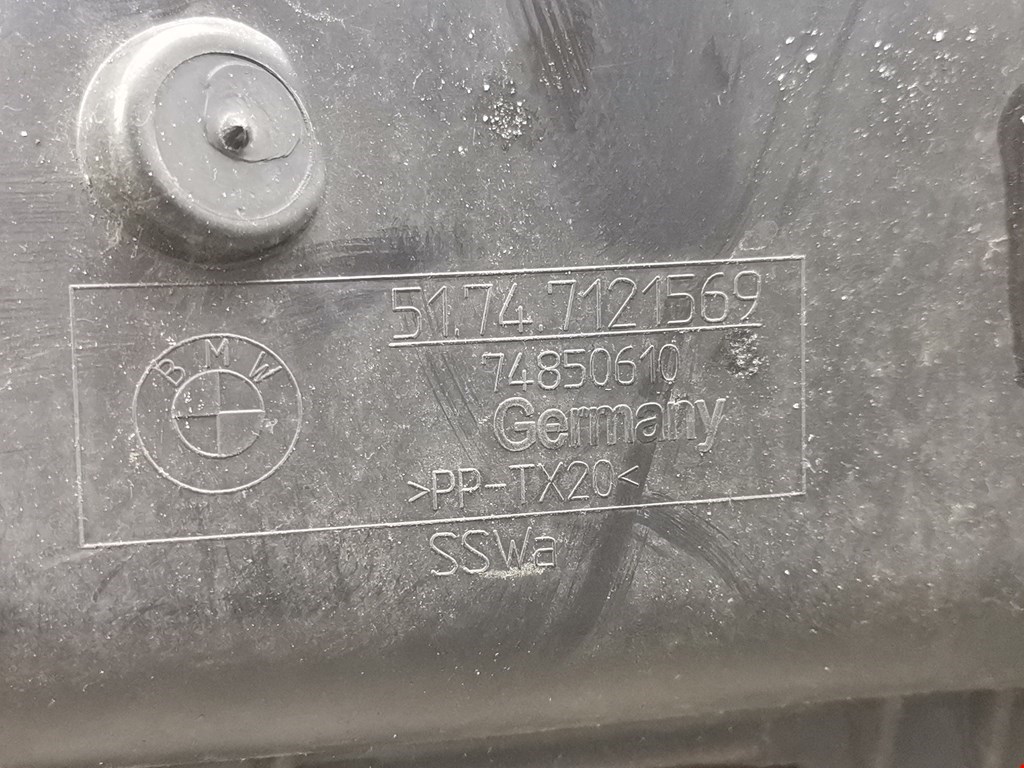 51.74.7121569
BMW
74850610
Germany
>PP-TX20<
SSWa